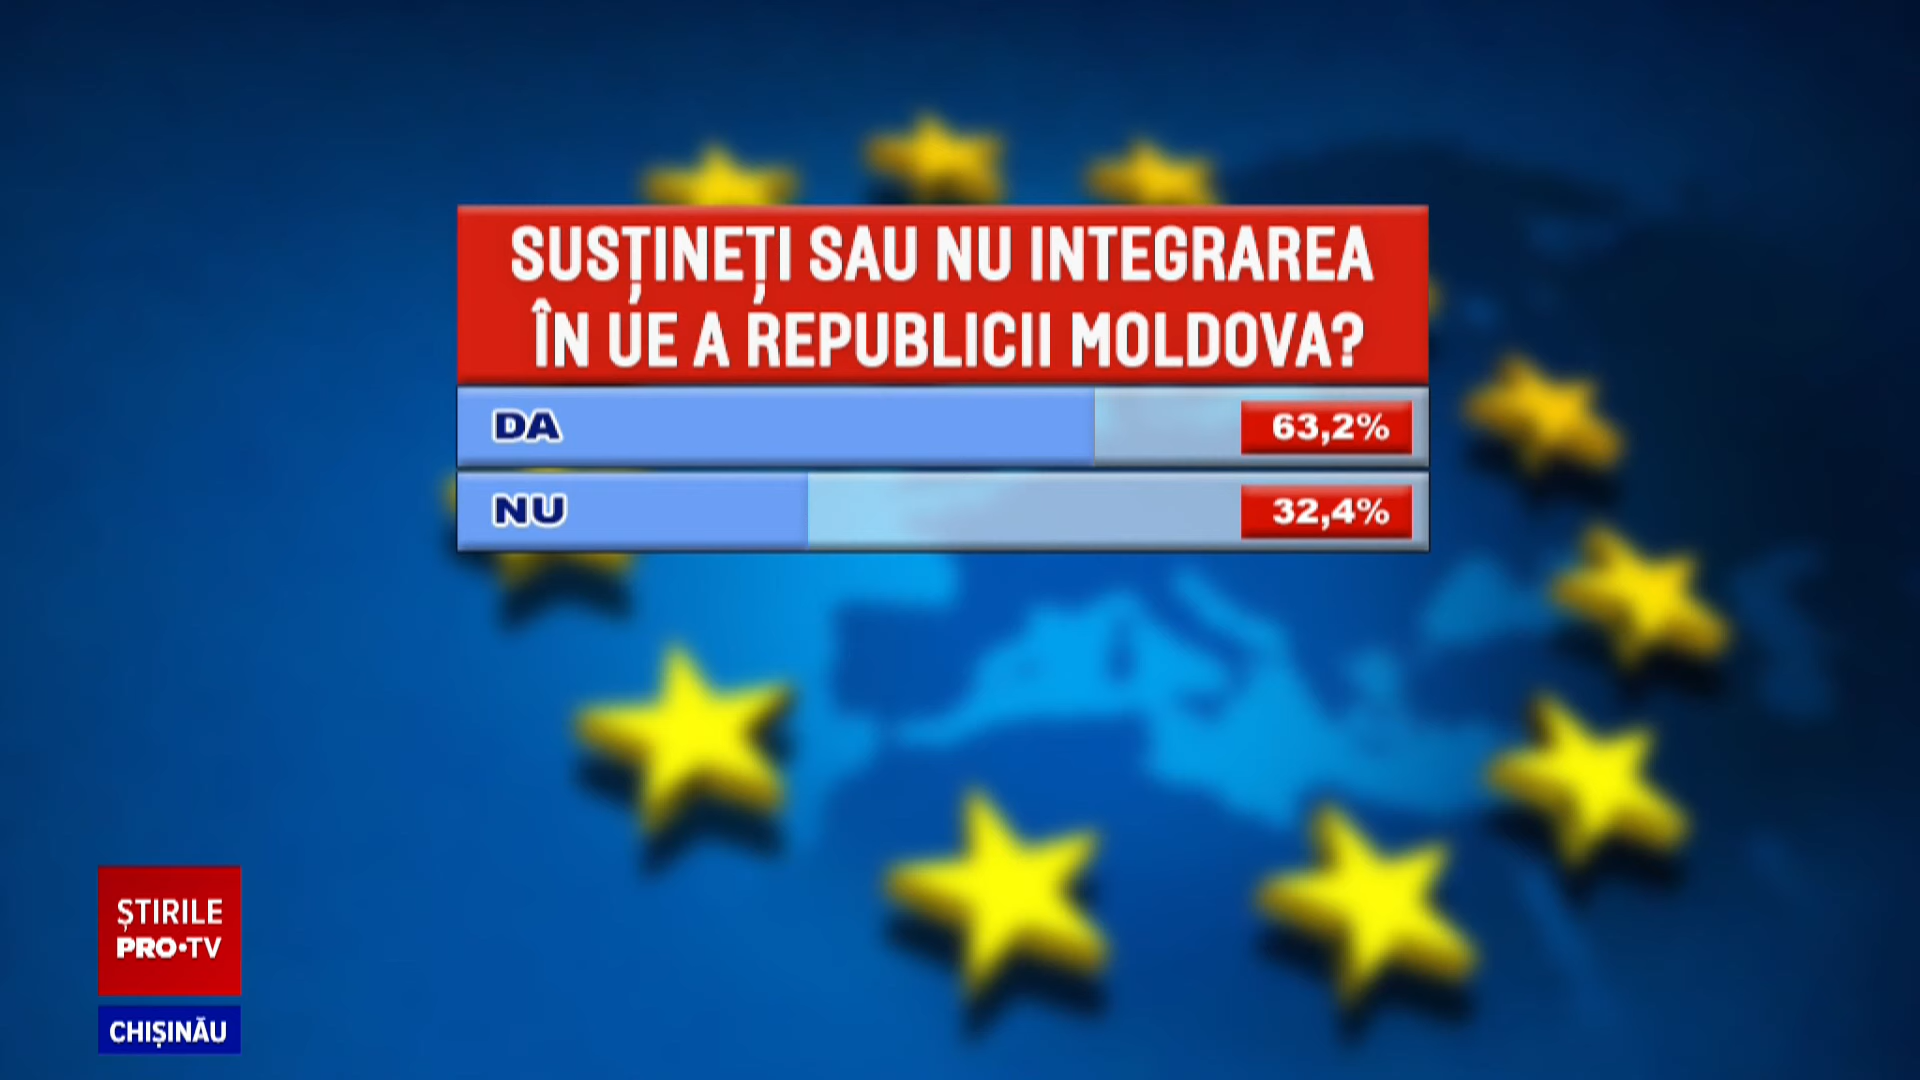 SUSȚINEȚI SAU NU INTEGRAREA
ÎN UE A REPUBLICII MOLDOVA?
DA 63,2%
NU 32,4%
ȘTIRILE
PRO•TV
CHIȘINĂU